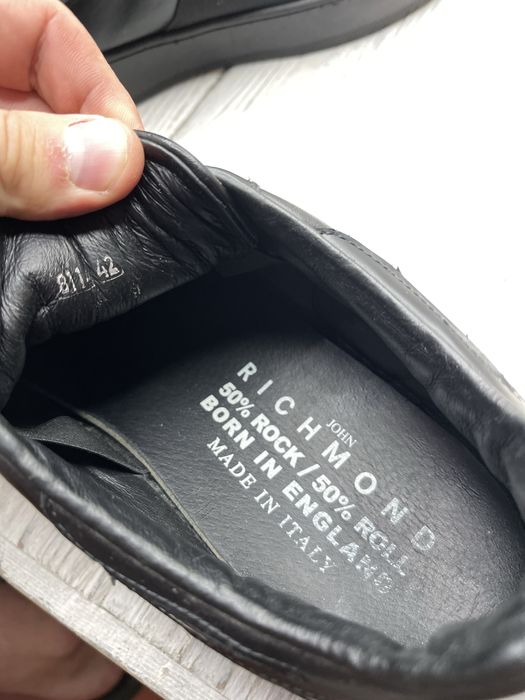 811 42
JOHN
RICHMOND
50% ROCK / 50% ROLL
BORN IN ENGLAND
MADE IN ITALY